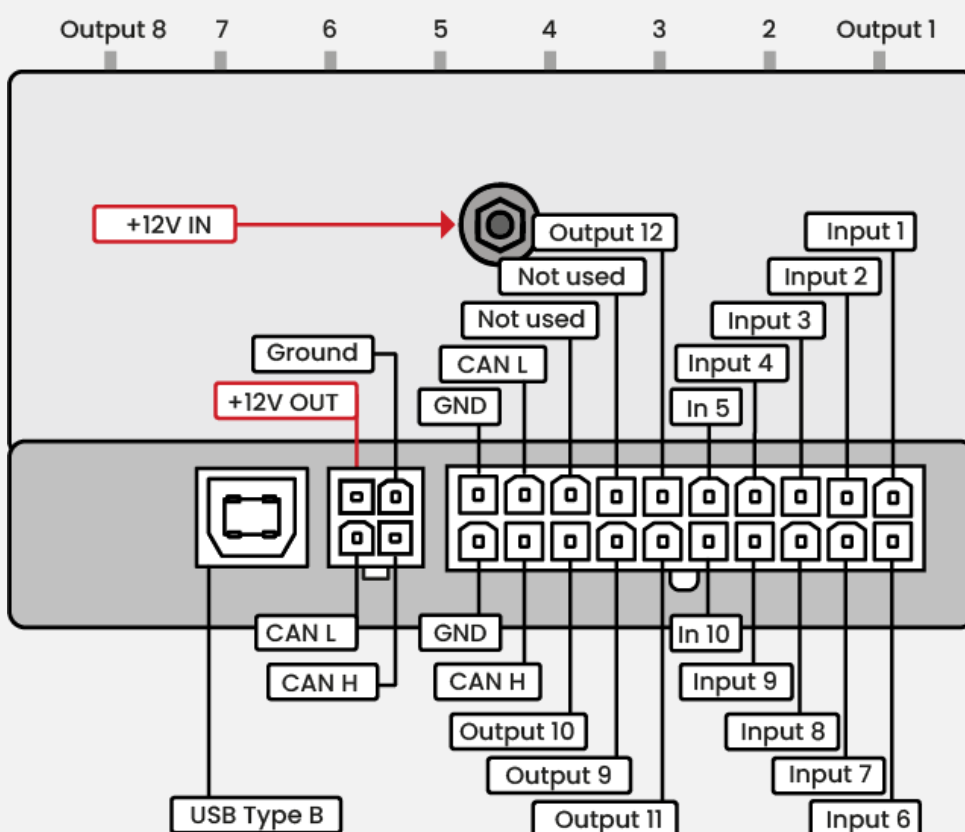 Output 8 7 6 5 4 3 2 Output 1
+12V IN
Output 12
Input 1
Not used
Input 2
Not used
Input 3
Ground
CAN L
Input 4
+12V OUT
GND
In 5
CAN L
GND
In 10
CAN H
CAN H
Input 9
Output 10
Input 8
Output 9
Input 7
USB Type B
Output 11
Input 6